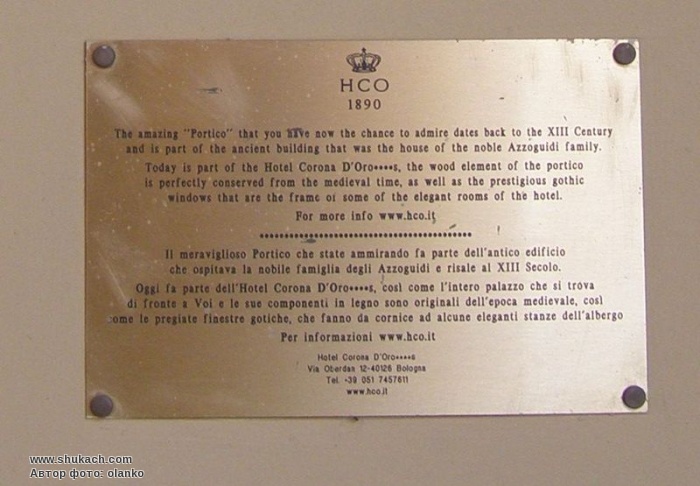 HCO
1890
The amazing "Portico" that you have now the chance to admire dates back to the XIII Century
and is part of the ancient building that was the house of the noble Azzoguidi family.
Today is part of the Hotel Corona D'Oro★★★★s, the wood element of the portico
is perfectly conserved from the medieval time, as well as the prestigious gothic
windows that are the frame of some of the elegant rooms of the hotel.
For more info www.hco.it
Il meraviglioso Portico che state ammirando fa parte dell'antico edificio
che ospitava la nobile famiglia degli Azzoguidi e risale al XIII Secolo.
Oggi fa parte dell'Hotel Corona D'Oro★★★★s, così come l'intero palazzo che si trova
di fronte a Voi e le sue componenti in legno sono originali dell'epoca medievale, così
come le pregiate finestre gotiche, che fanno da cornice ad alcune eleganti stanze dell'albergo
Per informazioni www.hco.it
Hotel Corona D'Oro★★★★s
Via Oberdan 12-40126 Bologna
Tel. +39 051 7457611
www.hco.it
www.shukach.com
Автор фото: olanko